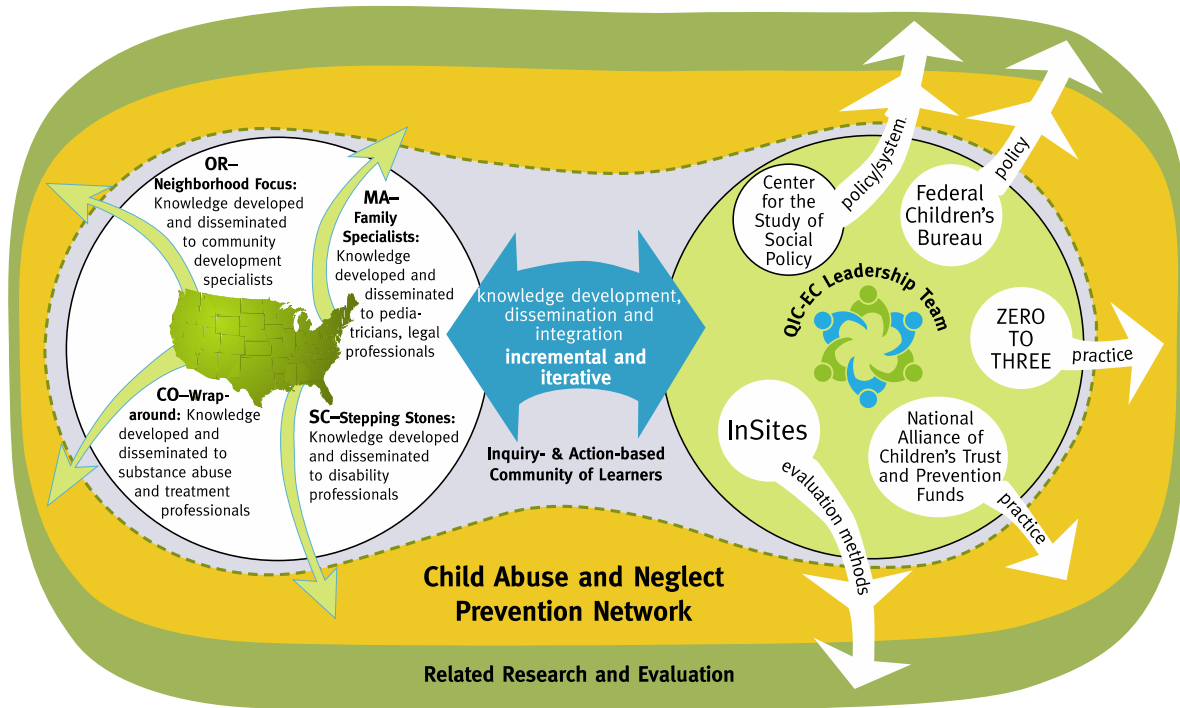 OR–
Neighborhood Focus:
Knowledge developed
and disseminated
to community
development
specialists
MA–
Family
Specialists:
Knowledge
developed and
disseminated
to pedia-
tricians, legal
professionals
CO–Wrap-
around: Knowledge
developed and
disseminated to
substance abuse
and treatment
professionals
SC–Stepping Stones:
Knowledge developed
and disseminated
to disability
professionals
knowledge development,
dissemination and
integration
incremental and
iterative
Inquiry- & Action-based
Community of Learners
Center
for the
Study of
Social
Policy
policy/system
Federal
Children's
Bureau
policy
QIC-EC Leadership Team
ZERO
TO
THREE
practice
InSites
evaluation methods
National
Alliance of
Children's Trust
and Prevention
Funds
practice
Child Abuse and Neglect
Prevention Network
Related Research and Evaluation